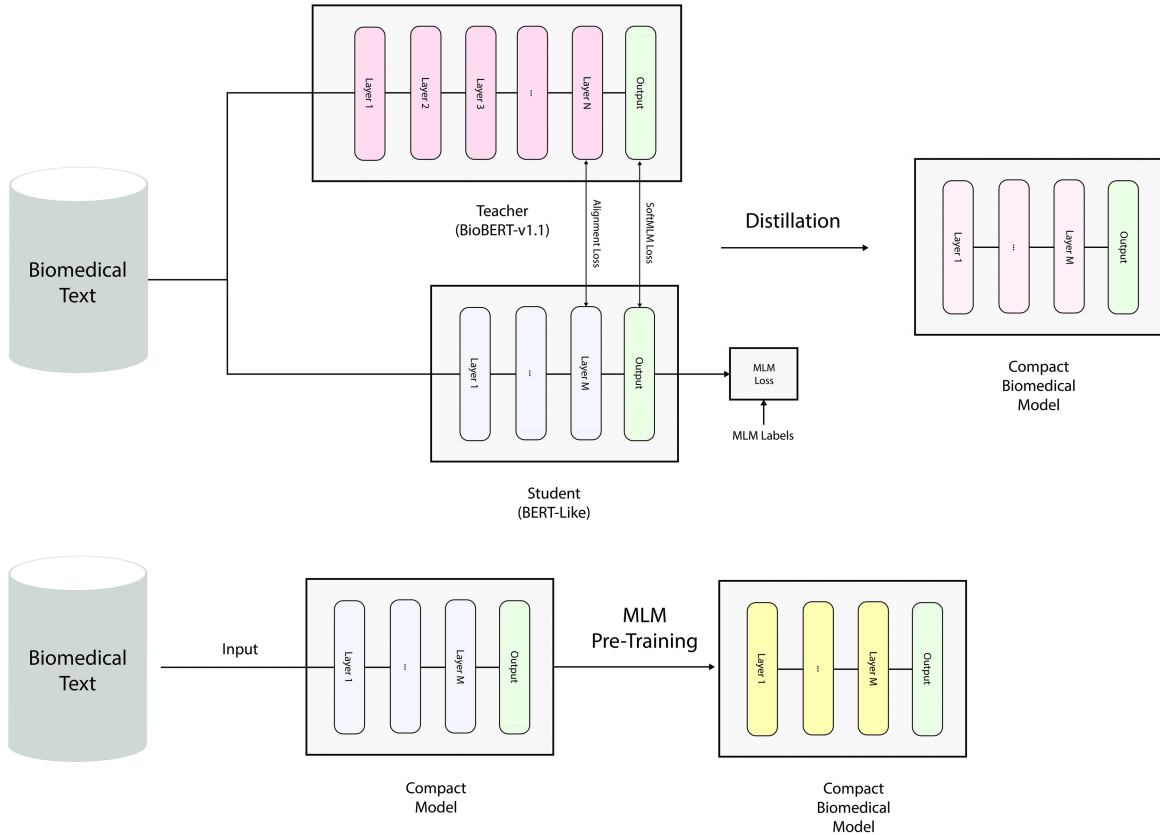 Layer 1
Layer 2
Layer 3
...
Layer N
Output
Teacher
(BioBERT-v1.1)
Alignment Loss
SoftMLM Loss
Biomedical
Text
Distillation
Layer 1
...
Layer M
Output
Compact
Biomedical
Model
Layer 1
...
Layer M
Output
MLM
Loss
MLM Labels
Student
(BERT-Like)
Biomedical
Text
Input
Layer 1
...
Layer M
Output
Compact
Model
MLM
Pre-Training
Layer 1
...
Layer M
Output
Compact
Biomedical
Model